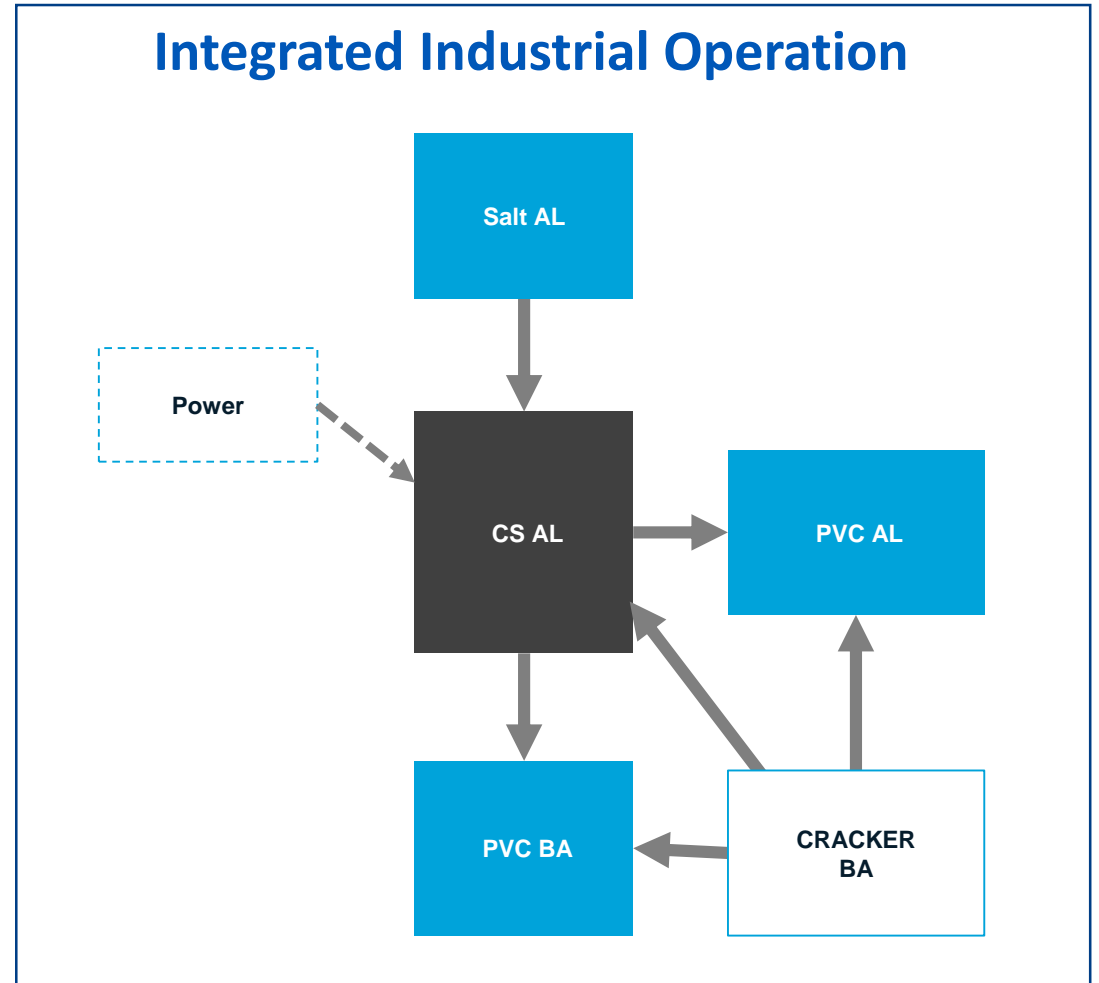 Integrated Industrial Operation
Salt AL
Power
CS AL
PVC AL
PVC BA
CRACKER
BA